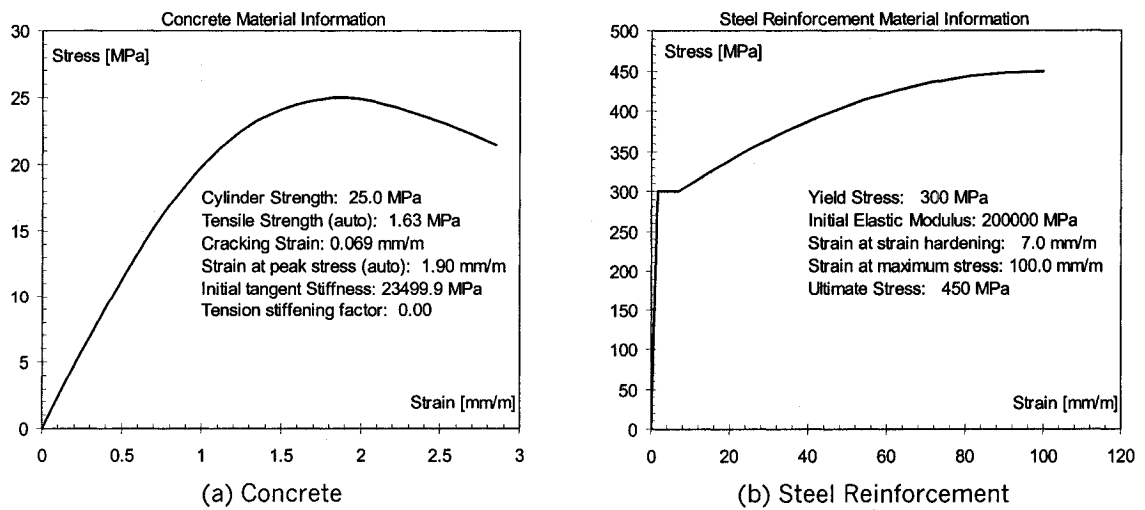 Concrete Material Information
30
Stress [MPa]
25
20
15
10
5
0
Cylinder Strength: 25.0 MPa
Tensile Strength (auto): 1.63 MPa
Cracking Strain: 0.069 mm/m
Strain at peak stress (auto): 1.90 mm/m
Initial tangent Stiffness: 23499.9 MPa
Tension stiffening factor: 0.00
Strain [mm/m]
0 0.5 1 1.5 2 2.5 3
(a) Concrete
Steel Reinforcement Material Information
500
Stress [MPa]
450
400
350
300
250
200
150
100
50
0
Yield Stress: 300 MPa
Initial Elastic Modulus: 200000 MPa
Strain at strain hardening: 7.0 mm/m
Strain at maximum stress: 100.0 mm/m
Ultimate Stress: 450 MPa
Strain [mm/m]
0 20 40 60 80 100 120
(b) Steel Reinforcement